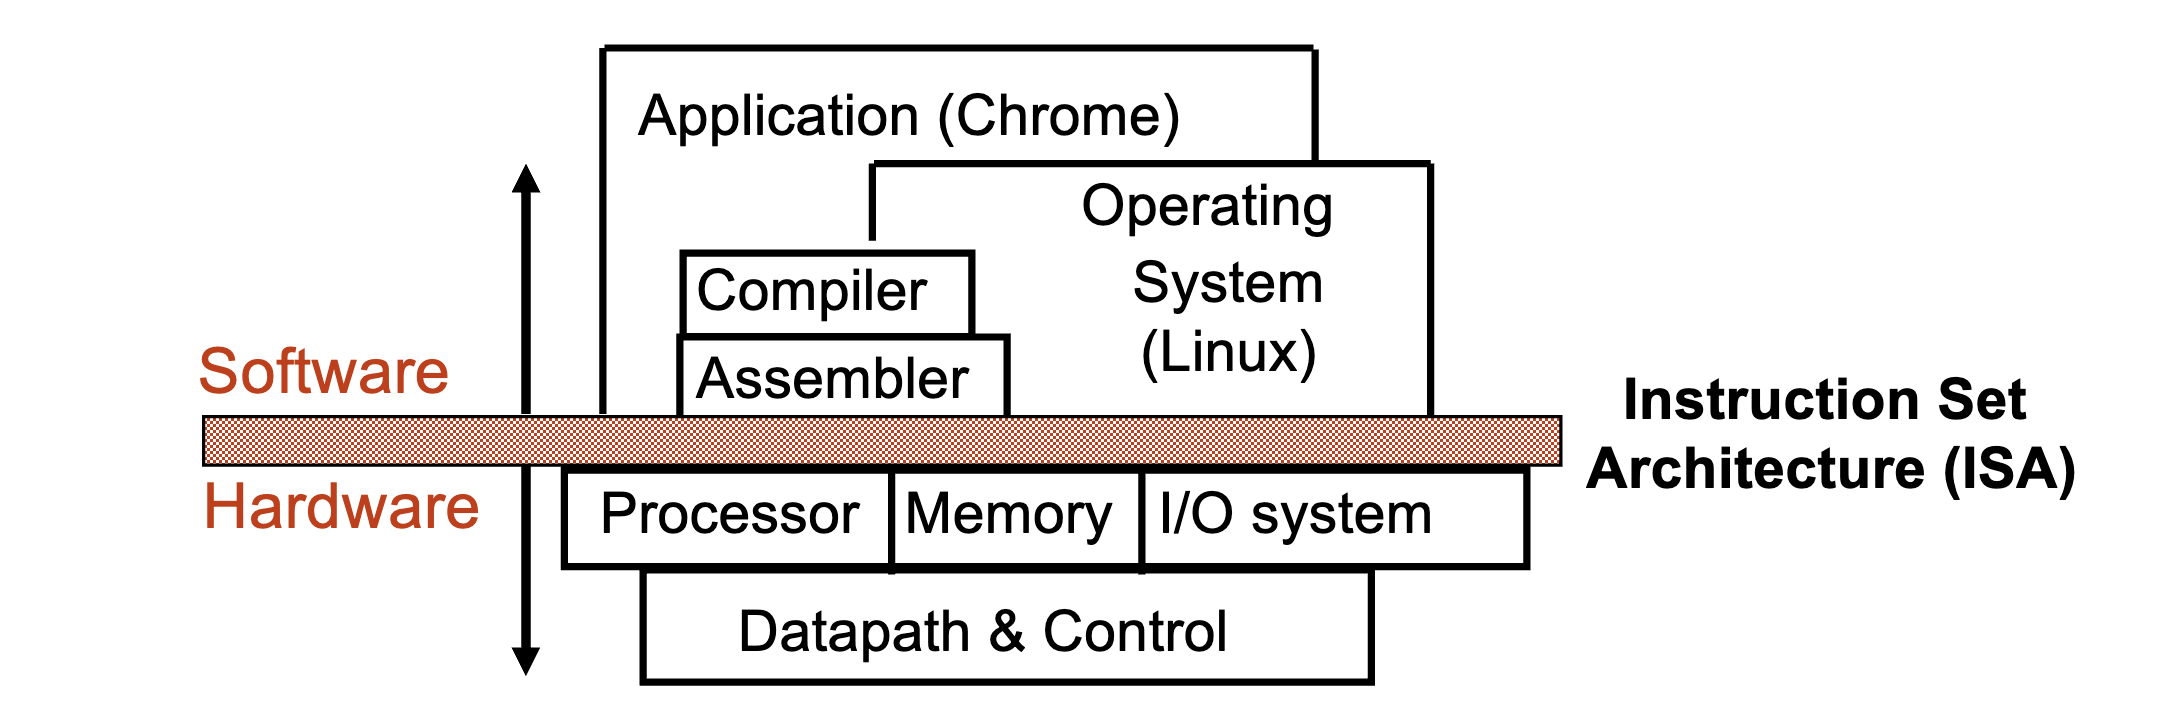 Application (Chrome)
Operating
System
(Linux)
Compiler
Assembler
Software
Instruction Set
Architecture (ISA)
Hardware
Processor
Memory
I/O system
Datapath & Control